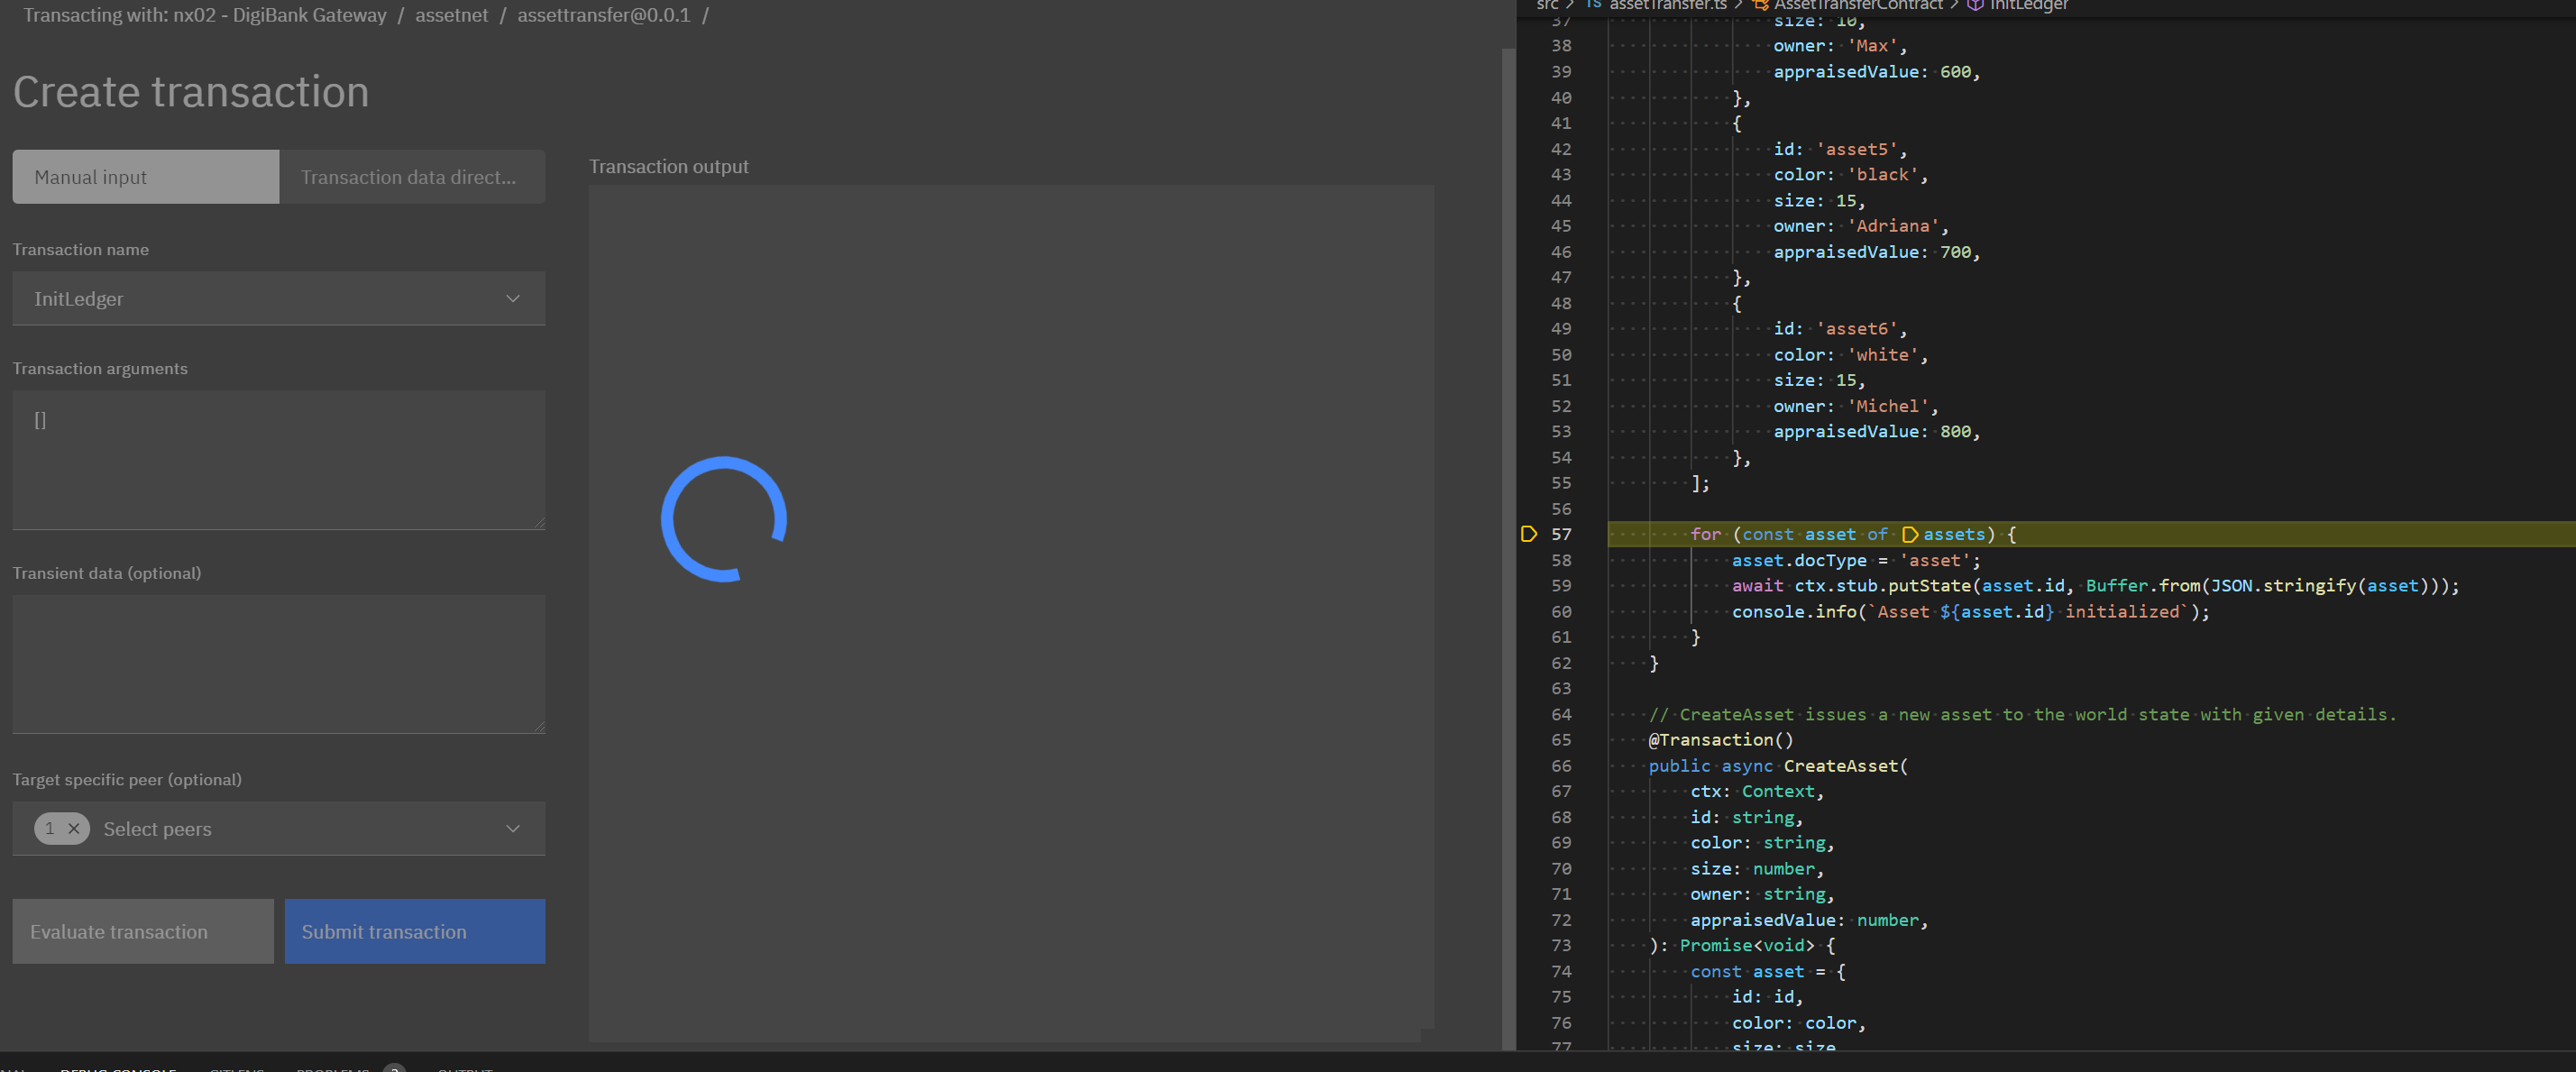 Transacting with: nx02 - DigiBank Gateway / assetnet / assettransfer@0.0.1 /
Create transaction
Manual input
Transaction data direct...
Transaction name
InitLedger
Transaction arguments
[]
Transient data (optional)
Target specific peer (optional)
1 × Select peers
Evaluate transaction
Submit transaction
Transaction output
src > TS assetTransfer.ts > AssetTransferContract > InitLedger
37 size: 10,
38 owner: 'Max',
39 appraisedValue: 600,
40 },
41 {
42 id: 'asset5',
43 color: 'black',
44 size: 15,
45 owner: 'Adriana',
46 appraisedValue: 700,
47 },
48 {
49 id: 'asset6',
50 color: 'white',
51 size: 15,
52 owner: 'Michel',
53 appraisedValue: 800,
54 },
55 ];
56
57 for (const asset of assets) {
58 asset.docType = 'asset';
59 await ctx.stub.putState(asset.id, Buffer.from(JSON.stringify(asset)));
60 console.info(`Asset ${asset.id} initialized`);
61 }
62 }
63
64 // CreateAsset issues a new asset to the world state with given details.
65 @Transaction()
66 public async CreateAsset(
67 ctx: Context,
68 id: string,
69 color: string,
70 size: number,
71 owner: string,
72 appraisedValue: number,
73 ): Promise<void> {
74 const asset = {
75 id: id,
76 color: color,
77 size: size
DEBUG CONSOLE GITLENS PROBLEMS OUTPUT